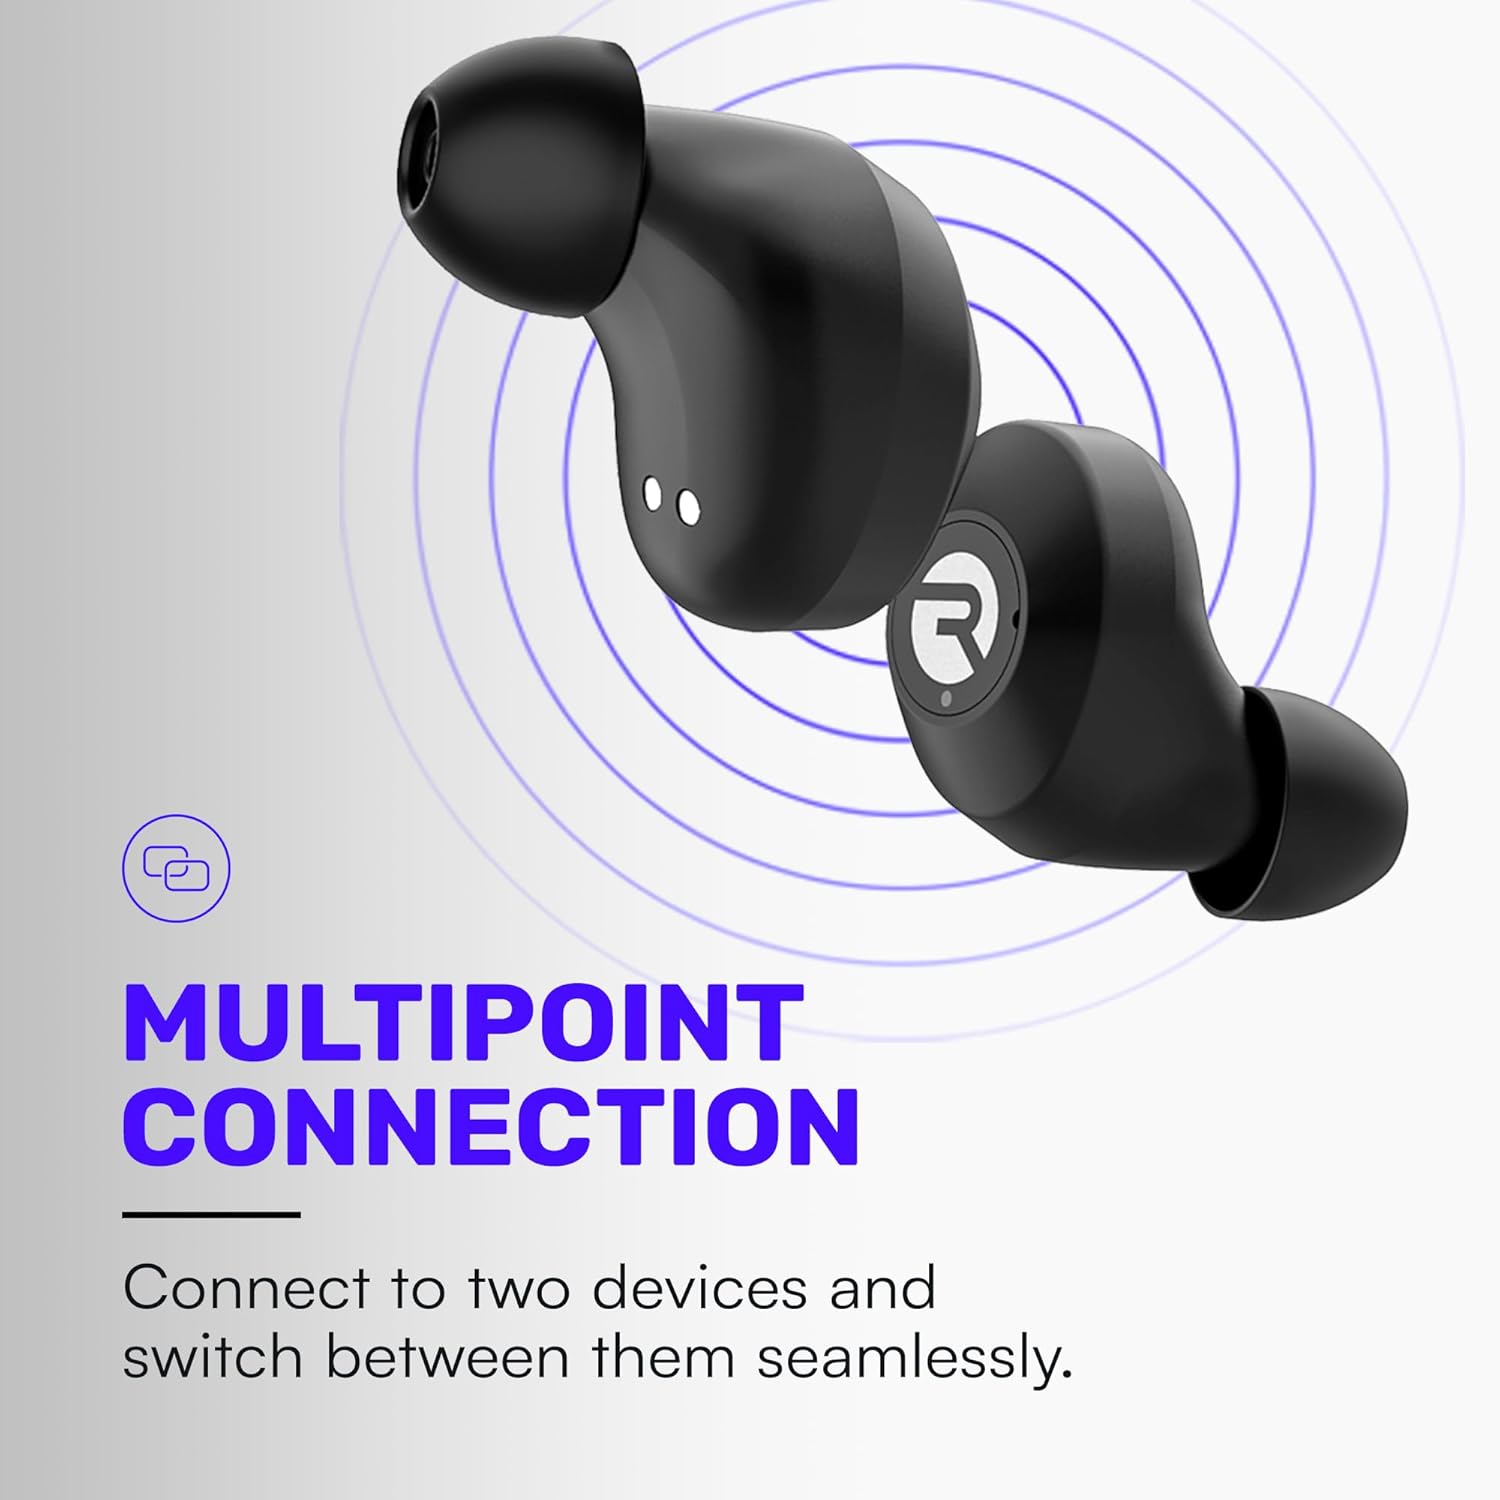 MULTIPOINT
CONNECTION
Connect to two devices and
switch between them seamlessly.